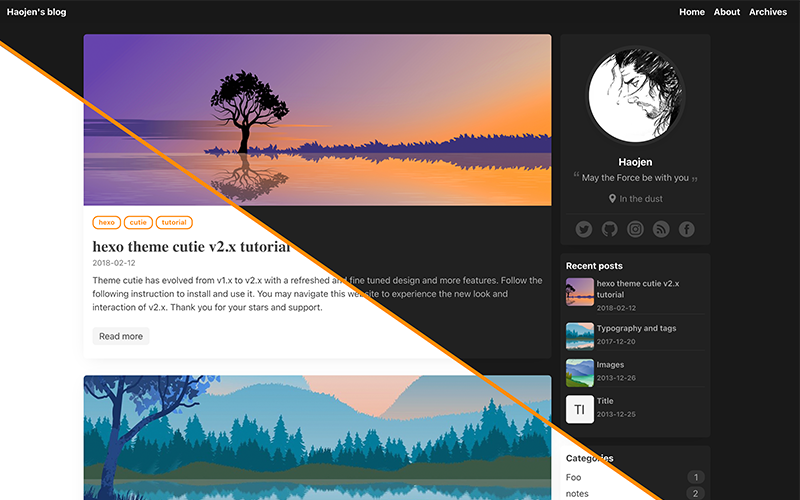 Haojen's blog
Home About Archives
hexo cutie tutorial
hexo theme cutie v2.x tutorial
2018-02-12
Theme cutie has evolved from v1.x to v2.x with a refreshed and fine tuned design and more features. Follow the
following instruction to install and use it. You may navigate this website to experience the new look and
interaction of v2.x. Thank you for your stars and support.
Read more
Haojen
“ May the Force be with you ”
In the dust
Recent posts
hexo theme cutie v2.x
tutorial
2018-02-12
Typography and tags
2017-12-20
Images
2013-12-26
TI
Title
2013-12-25
Categories
Foo 1
notes 2